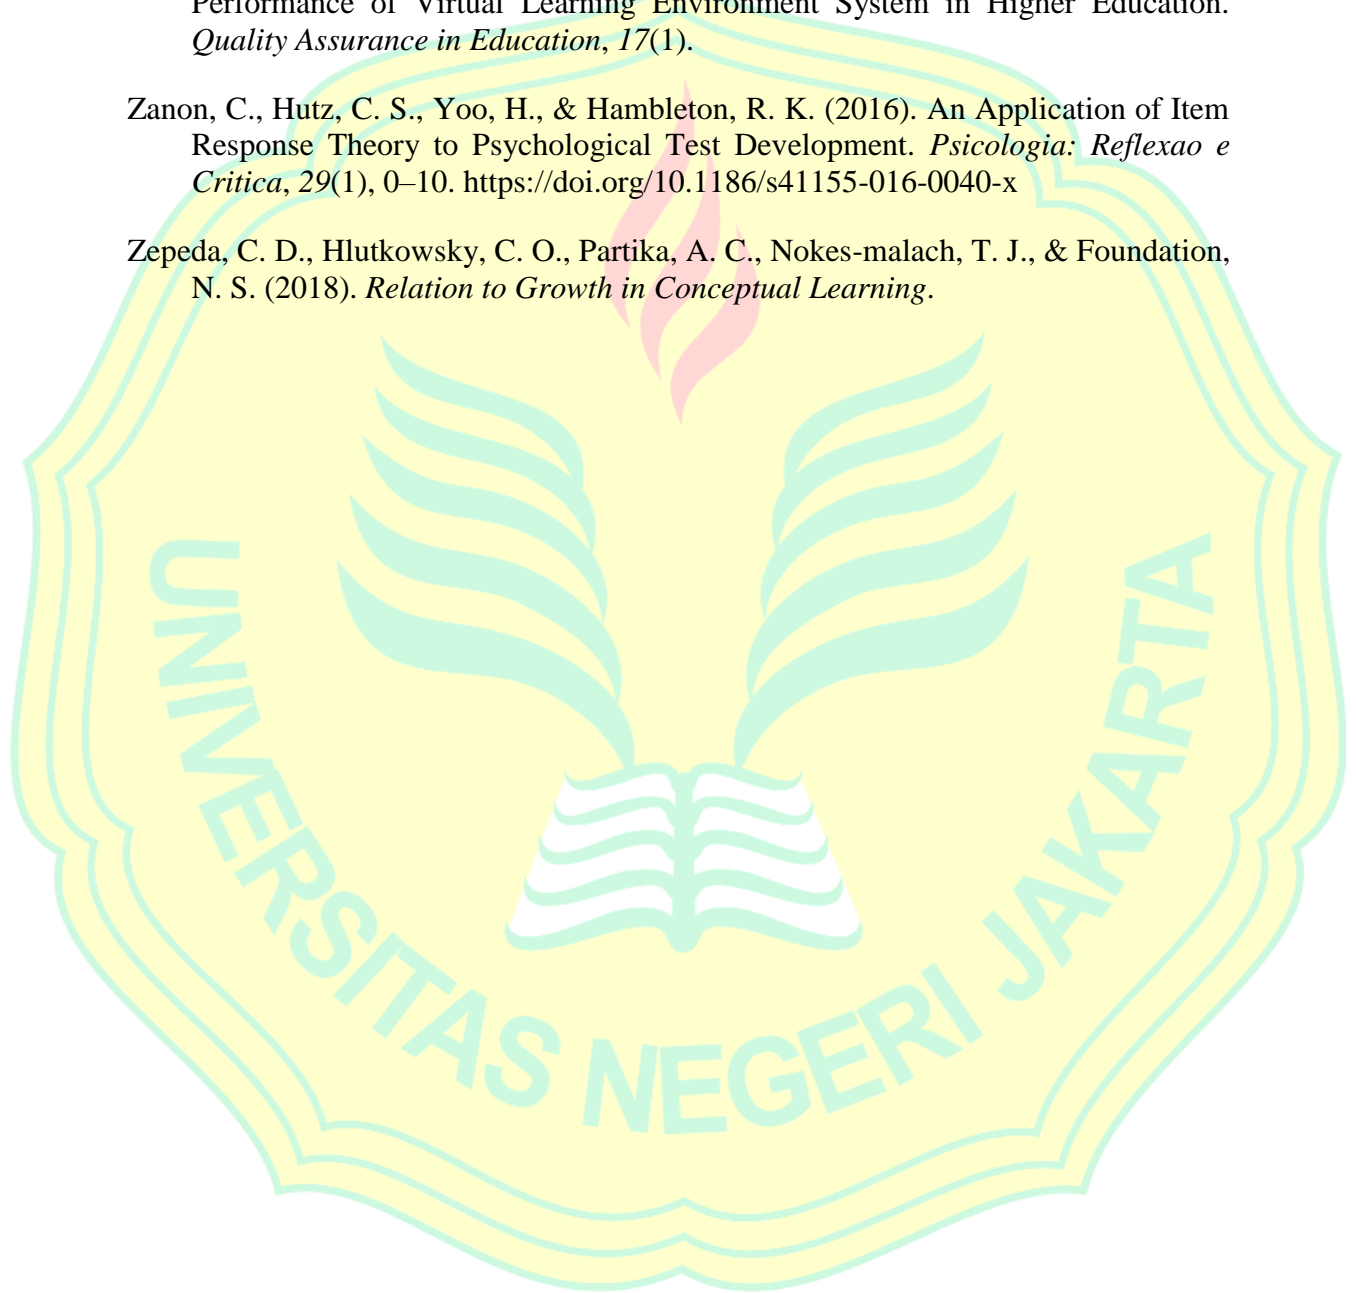 Performance of Virtual Learning Environment System in Higher Education.
Quality Assurance in Education, 17(1).
Zanon, C., Hutz, C. S., Yoo, H., & Hambleton, R. K. (2016). An Application of Item
Response Theory to Psychological Test Development. Psicologia: Reflexao e
Critica, 29(1), 0–10. https://doi.org/10.1186/s41155-016-0040-x
Zepeda, C. D., Hlutkowsky, C. O., Partika, A. C., Nokes-malach, T. J., & Foundation,
N. S. (2018). Relation to Growth in Conceptual Learning.
UNIVERSITAS NEGERI JAKARTA